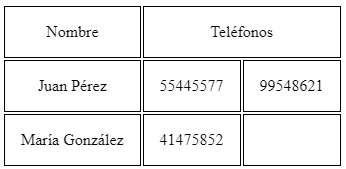 Nombre Teléfonos
Juan Pérez 55445577 99548621
María González 41475852